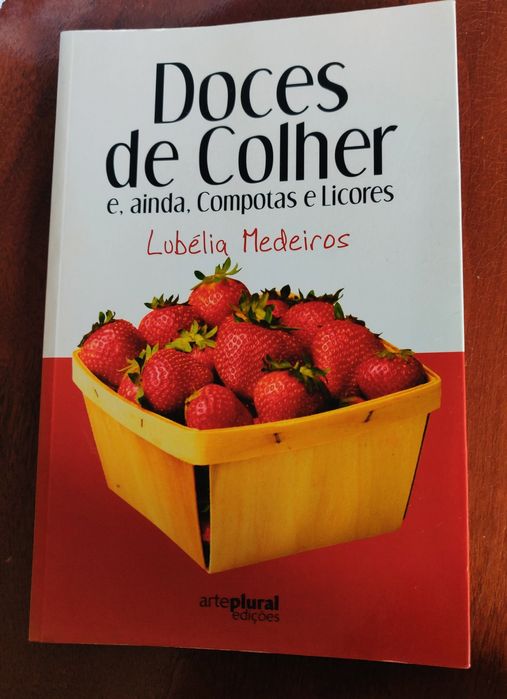 Doces
de Colher
e, ainda, Compotas e Licores
Lubélia Medeiros
arteplural
edições